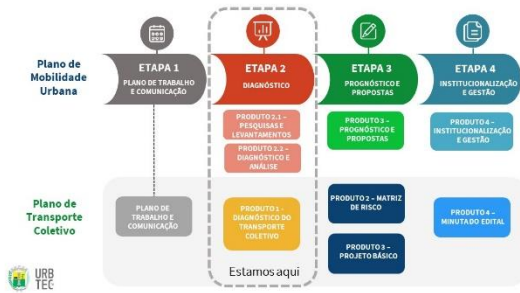 Plano de
Mobilidade
Urbana
ETAPA 1
PLANO DE TRABALHO
E COMUNICAÇÃO
ETAPA 2
DIAGNÓSTICO
ETAPA 3
PROGNÓSTICO E
PROPOSTAS
ETAPA 4
INSTITUCIONALIZAÇÃO
E GESTÃO
PRODUTO 2.1 –
PESQUISAS E
LEVANTAMENTOS
PRODUTO 2.2 –
DIAGNÓSTICO E
ANÁLISE
PRODUTO 3 –
PROGNÓSTICO E
PROPOSTAS
PRODUTO 4 –
INSTITUCIONALIZAÇÃO
E GESTÃO
Plano de
Transporte
Coletivo
PLANO DE
TRABALHO E
COMUNICAÇÃO
PRODUTO 1 –
DIAGNÓSTICO DO
TRANSPORTE
COLETIVO
PRODUTO 2 – MATRIZ
DE RISCO
PRODUTO 3 –
PROJETO BÁSICO
PRODUTO 4 –
MINUTA DO EDITAL
Estamos aqui
URB
TEC